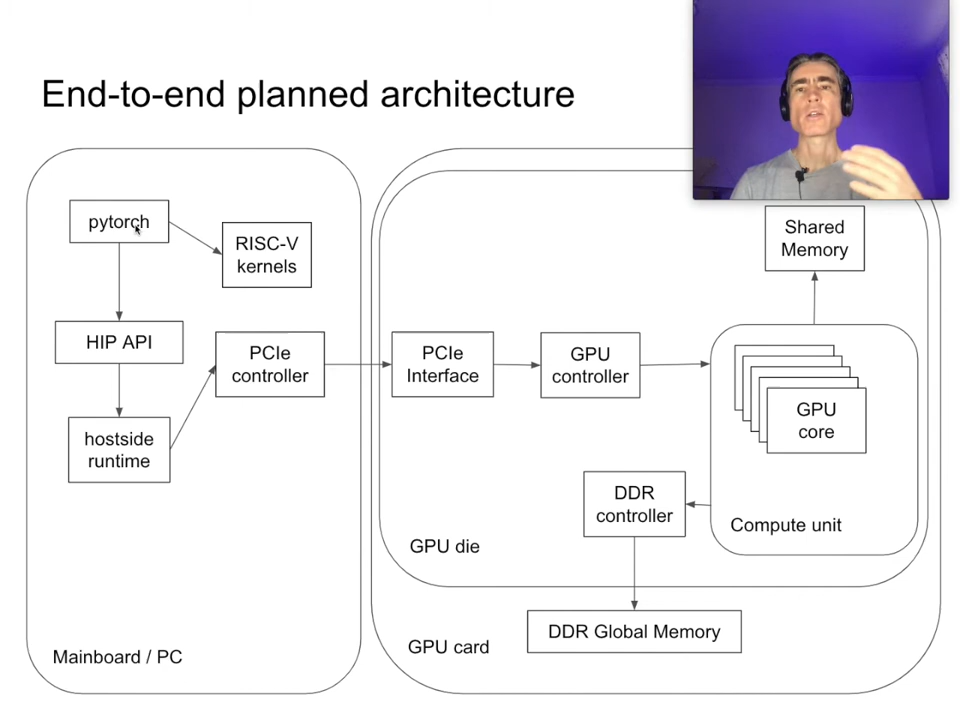 End-to-end planned architecture
pytorch
RISC-V
kernels
HIP API
hostside
runtime
PCIe
controller
Mainboard / PC
PCIe
Interface
GPU
controller
Shared
Memory
GPU
core
Compute unit
DDR
controller
GPU die
DDR Global Memory
GPU card